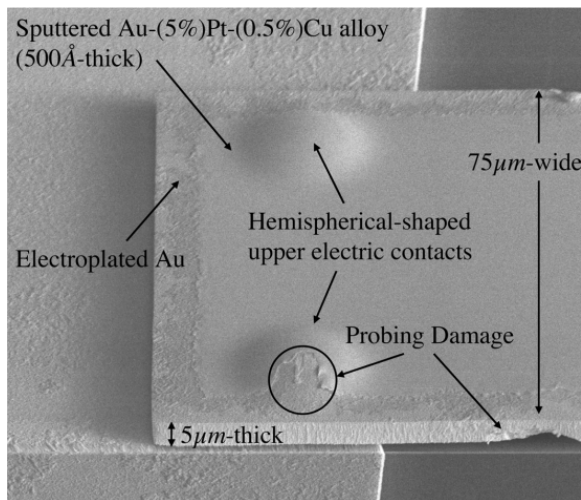 Sputtered Au-(5%)Pt-(0.5%)Cu alloy
(500Å-thick)
75μm-wide
Hemispherical-shaped
upper electric contacts
Electroplated Au
Probing Damage
5μm-thick